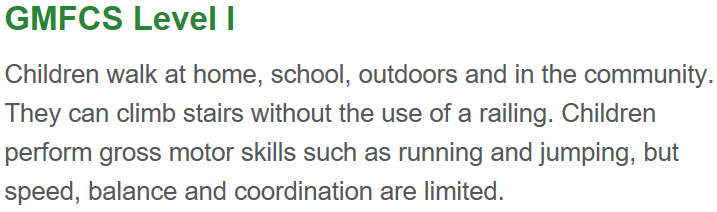 GMFCS Level I
Children walk at home, school, outdoors and in the community.
They can climb stairs without the use of a railing. Children
perform gross motor skills such as running and jumping, but
speed, balance and coordination are limited.